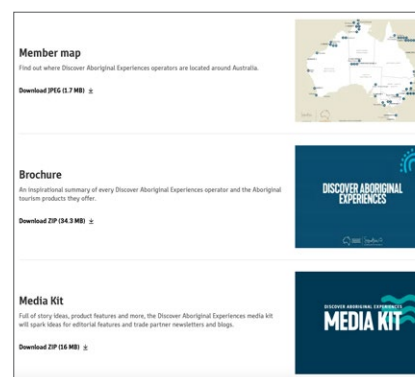 Member map
Find out where Discover Aboriginal Experiences operators are located around Australia.
Download JPEG (1.7 MB)
Brochure
An inspirational summary of every Discover Aboriginal Experiences operator and the Aboriginal
tourism products they offer.
Download ZIP (34.3 MB)
DISCOVER ABORIGINAL
EXPERIENCES
Media Kit
Full of story ideas, product features and more, the Discover Aboriginal Experiences media kit
will spark ideas for editorial features and trade partner newsletters and blogs.
Download ZIP (16 MB)
DISCOVER ABORIGINAL EXPERIENCES
MEDIA KIT